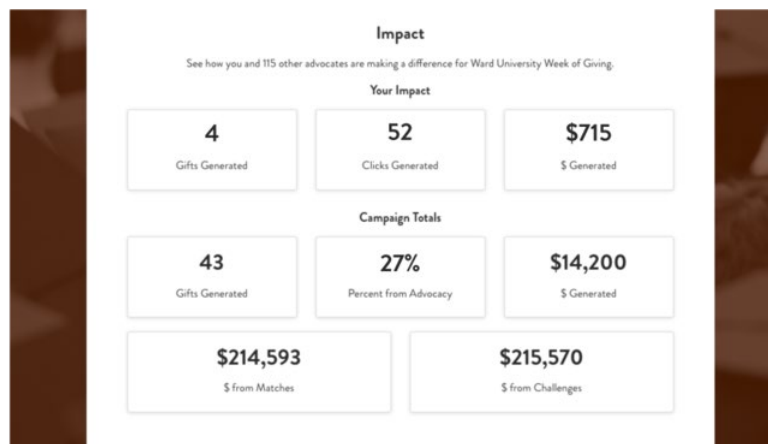 Impact
See how you and 115 other advocates are making a difference for Ward University Week of Giving.
Your Impact
4
Gifts Generated
52
Clicks Generated
$715
$ Generated
Campaign Totals
43
Gifts Generated
27%
Percent from Advocacy
$14,200
$ Generated
$214,593
$ from Matches
$215,570
$ from Challenges